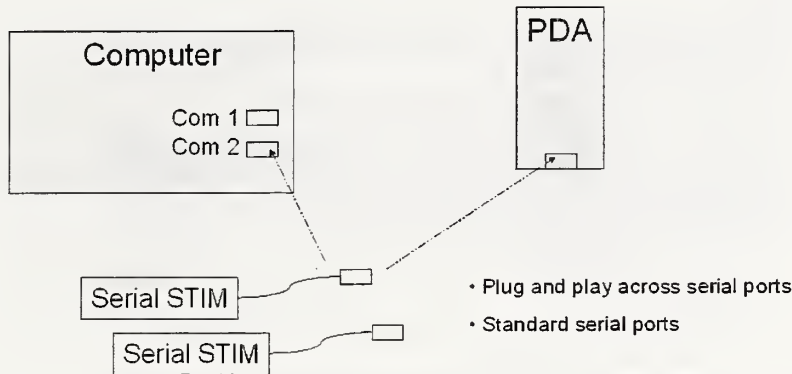 Computer
PDA
Com 1
Com 2
Serial STIM
• Plug and play across serial ports
• Standard serial ports
Serial STIM